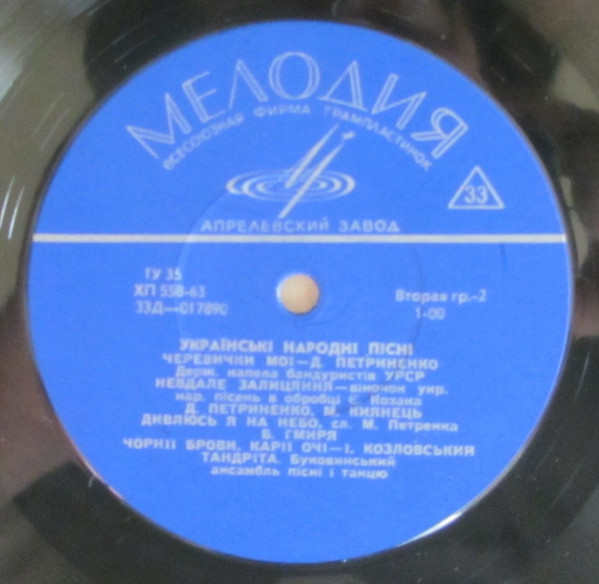 МЕЛОДИЯ
ВСЕСОЮЗНАЯ ФИРМА ГРАМПЛАСТИНОК
33
АПРЕЛЕВСКИЙ ЗАВОД
ТУ 35
ХП 558-63
33Д—017890
Вторая гр.-2
1-00
УКРАЇНСЬКІ НАРОДНІ ПІСНІ
ЧЕРЕВИЧКИ МОЇ—Д. ПЕТРИНЕНКО
Держ. капела бандуристів УРСР
НЕВДАЛЕ ЗАЛИЦЯННЯ—віночок укр.
нар. пісень в обробці Є. Козака
Д. ПЕТРИНЕНКО, М. КИЯНЕЦЬ
ДИВЛЮСЬ Я НА НЕБО, сл. М. Петренка
Б. ГМИРЯ
ЧОРНІЇ БРОВИ, КАРІЇ ОЧІ—І. КОЗЛОВСЬКИЙ
ТАНДРІТА. Буковинський
ансамбль пісні і танцю